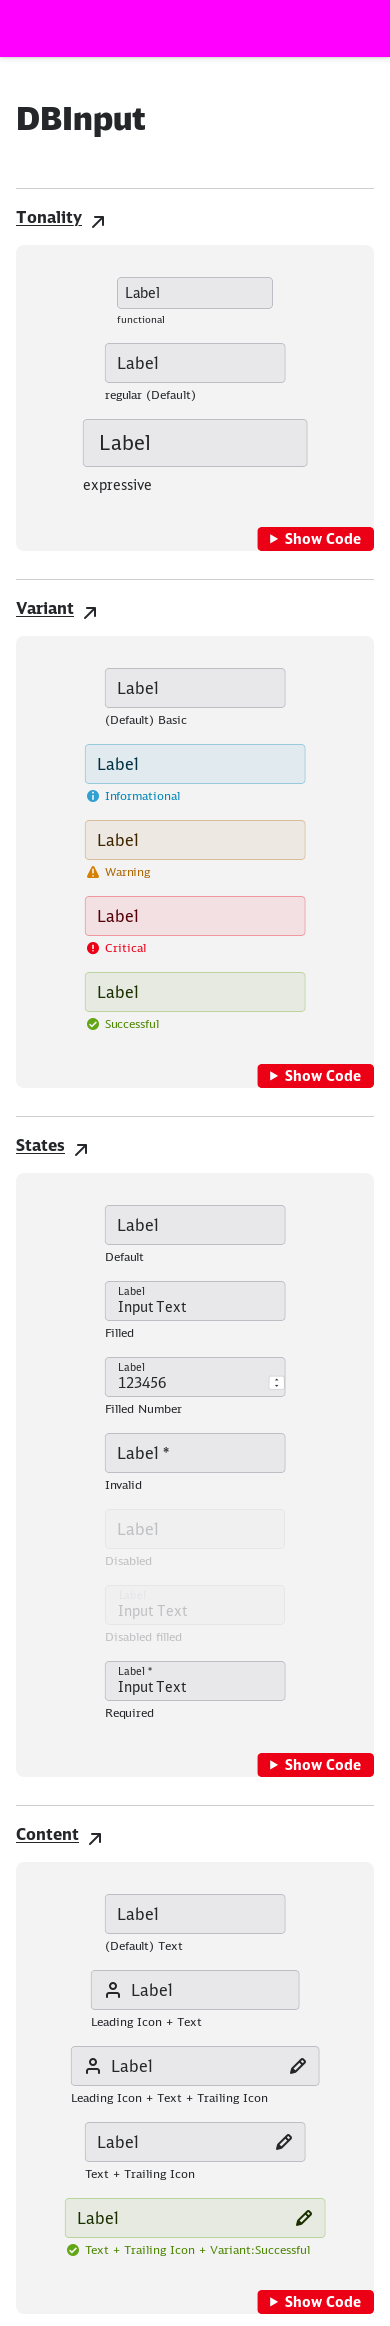 DBInput
Tonality
Label
functional
Label
regular (Default)
Label
expressive
Show Code
Variant
Label
(Default) Basic
Label
Informational
Label
Warning
Label
Critical
Label
Successful
Show Code
States
Label
Default
Label
Input Text
Filled
Label
123456
Filled Number
Label *
Invalid
Label
Disabled
Label
Input Text
Disabled filled
Label *
Input Text
Required
Show Code
Content
Label
(Default) Text
Label
Leading Icon + Text
Label
Leading Icon + Text + Trailing Icon
Label
Text + Trailing Icon
Label
Text + Trailing Icon + Variant:Successful
Show Code